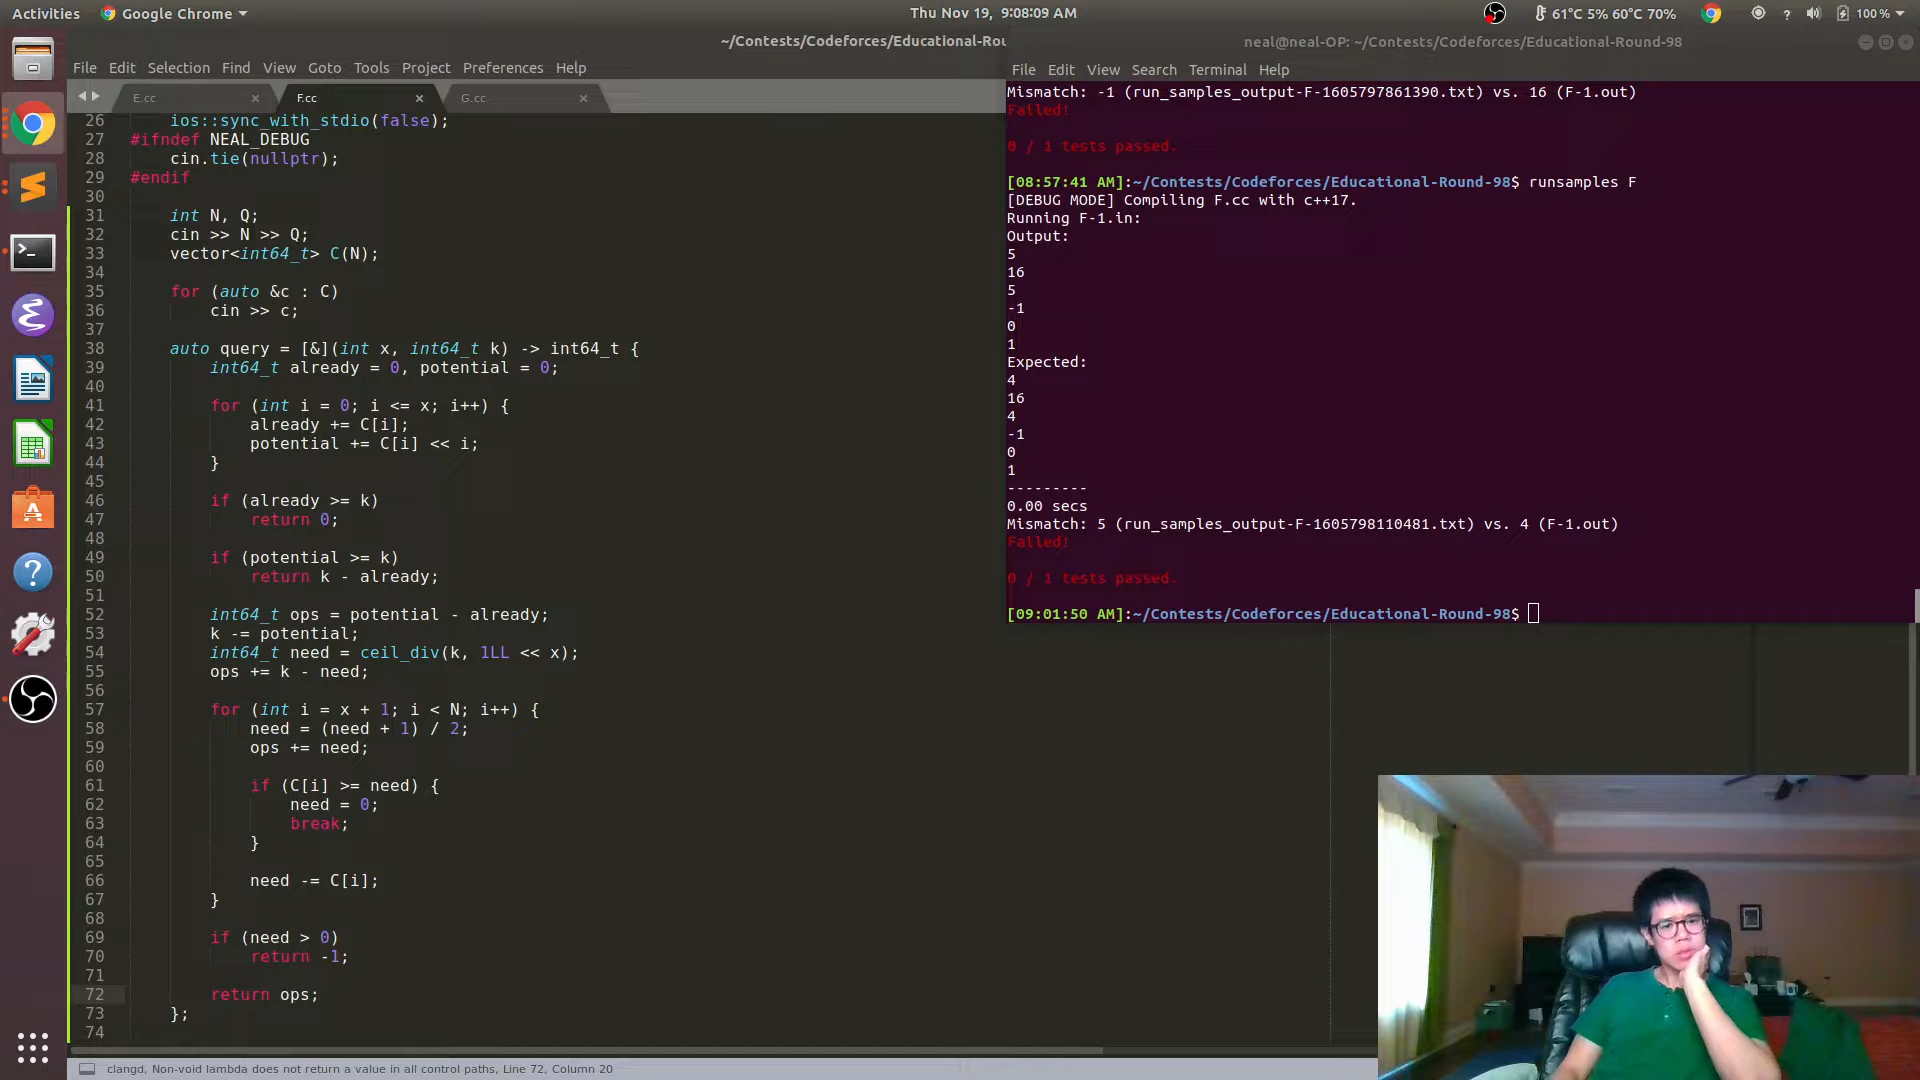 Activities
Google Chrome
Thu Nov 19, 9:08:09 AM
61°C 5% 60°C 70%
?
100 %
~/Contests/Codeforces/Educational-Rou
neal@neal-OP: ~/Contests/Codeforces/Educational-Round-98
File Edit Selection Find View Goto Tools Project Preferences Help
File Edit View Search Terminal Help
E.cc
F.cc
G.cc
26 ios::sync_with_stdio(false);
27 #ifndef NEAL_DEBUG
28 cin.tie(nullptr);
29 #endif
30
31 int N, Q;
32 cin >> N >> Q;
33 vector<int64_t> C(N);
34
35 for (auto &c : C)
36 cin >> c;
37
38 auto query = [&](int x, int64_t k) -> int64_t {
39 int64_t already = 0, potential = 0;
40
41 for (int i = 0; i <= x; i++) {
42 already += C[i];
43 potential += C[i] << i;
44 }
45
46 if (already >= k)
47 return 0;
48
49 if (potential >= k)
50 return k - already;
51
52 int64_t ops = potential - already;
53 k -= potential;
54 int64_t need = ceil_div(k, 1LL << x);
55 ops += k - need;
56
57 for (int i = x + 1; i < N; i++) {
58 need = (need + 1) / 2;
59 ops += need;
60
61 if (C[i] >= need) {
62 need = 0;
63 break;
64 }
65
66 need -= C[i];
67 }
68
69 if (need > 0)
70 return -1;
71
72 return ops;
73 };
74
Mismatch: -1 (run_samples_output-F-1605797861390.txt) vs. 16 (F-1.out)
Failed!
0 / 1 tests passed.
[08:57:41 AM]:~/Contests/Codeforces/Educational-Round-98$ runsamples F
[DEBUG MODE] Compiling F.cc with c++17.
Running F-1.in:
Output:
5
16
5
-1
0
1
Expected:
4
16
4
-1
0
1
---------
0.00 secs
Mismatch: 5 (run_samples_output-F-1605798110481.txt) vs. 4 (F-1.out)
Failed!
0 / 1 tests passed.
[09:01:50 AM]:~/Contests/Codeforces/Educational-Round-98$
clangd, Non-void lambda does not return a value in all control paths, Line 72, Column 20